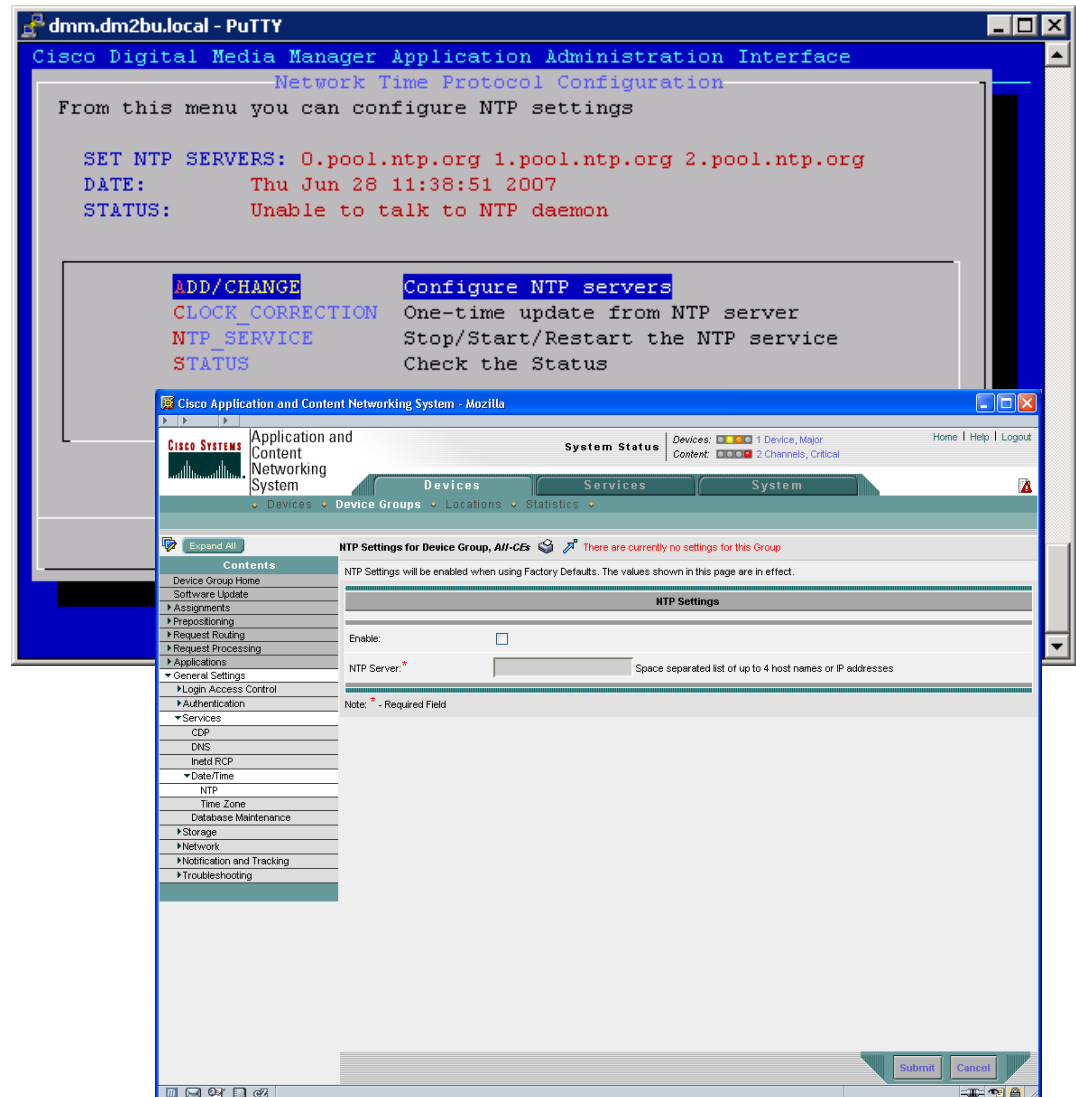 dmm.dm2bu.local - PuTTY
Cisco Digital Media Manager Application Administration Interface
Network Time Protocol Configuration
From this menu you can configure NTP settings
SET NTP SERVERS: 0.pool.ntp.org 1.pool.ntp.org 2.pool.ntp.org
DATE: Thu Jun 28 11:38:51 2007
STATUS: Unable to talk to NTP daemon
ADD/CHANGE Configure NTP servers
CLOCK_CORRECTION One-time update from NTP server
NTP_SERVICE Stop/Start/Restart the NTP service
STATUS Check the Status
Cisco Application and Content Networking System - Mozilla
CISCO SYSTEMS
Application and
Content
Networking
System
System Status
Devices: 1 Device, Major
Content: 2 Channels, Critical
Home | Help | Logout
Devices Services System
Devices Device Groups Locations Statistics
Expand All
Contents
Device Group Home
Software Update
Assignments
Prepositioning
Request Routing
Request Processing
Applications
General Settings
Login Access Control
Authentication
Services
CDP
DNS
Inetd RCP
Date/Time
NTP
Time Zone
Database Maintenance
Storage
Network
Notification and Tracking
Troubleshooting
NTP Settings for Device Group, All-CEs There are currently no settings for this Group
NTP Settings will be enabled when using Factory Defaults. The values shown in this page are in effect.
NTP Settings
Enable:
NTP Server:* Space separated list of up to 4 host names or IP addresses
Note: * - Required Field
Submit Cancel